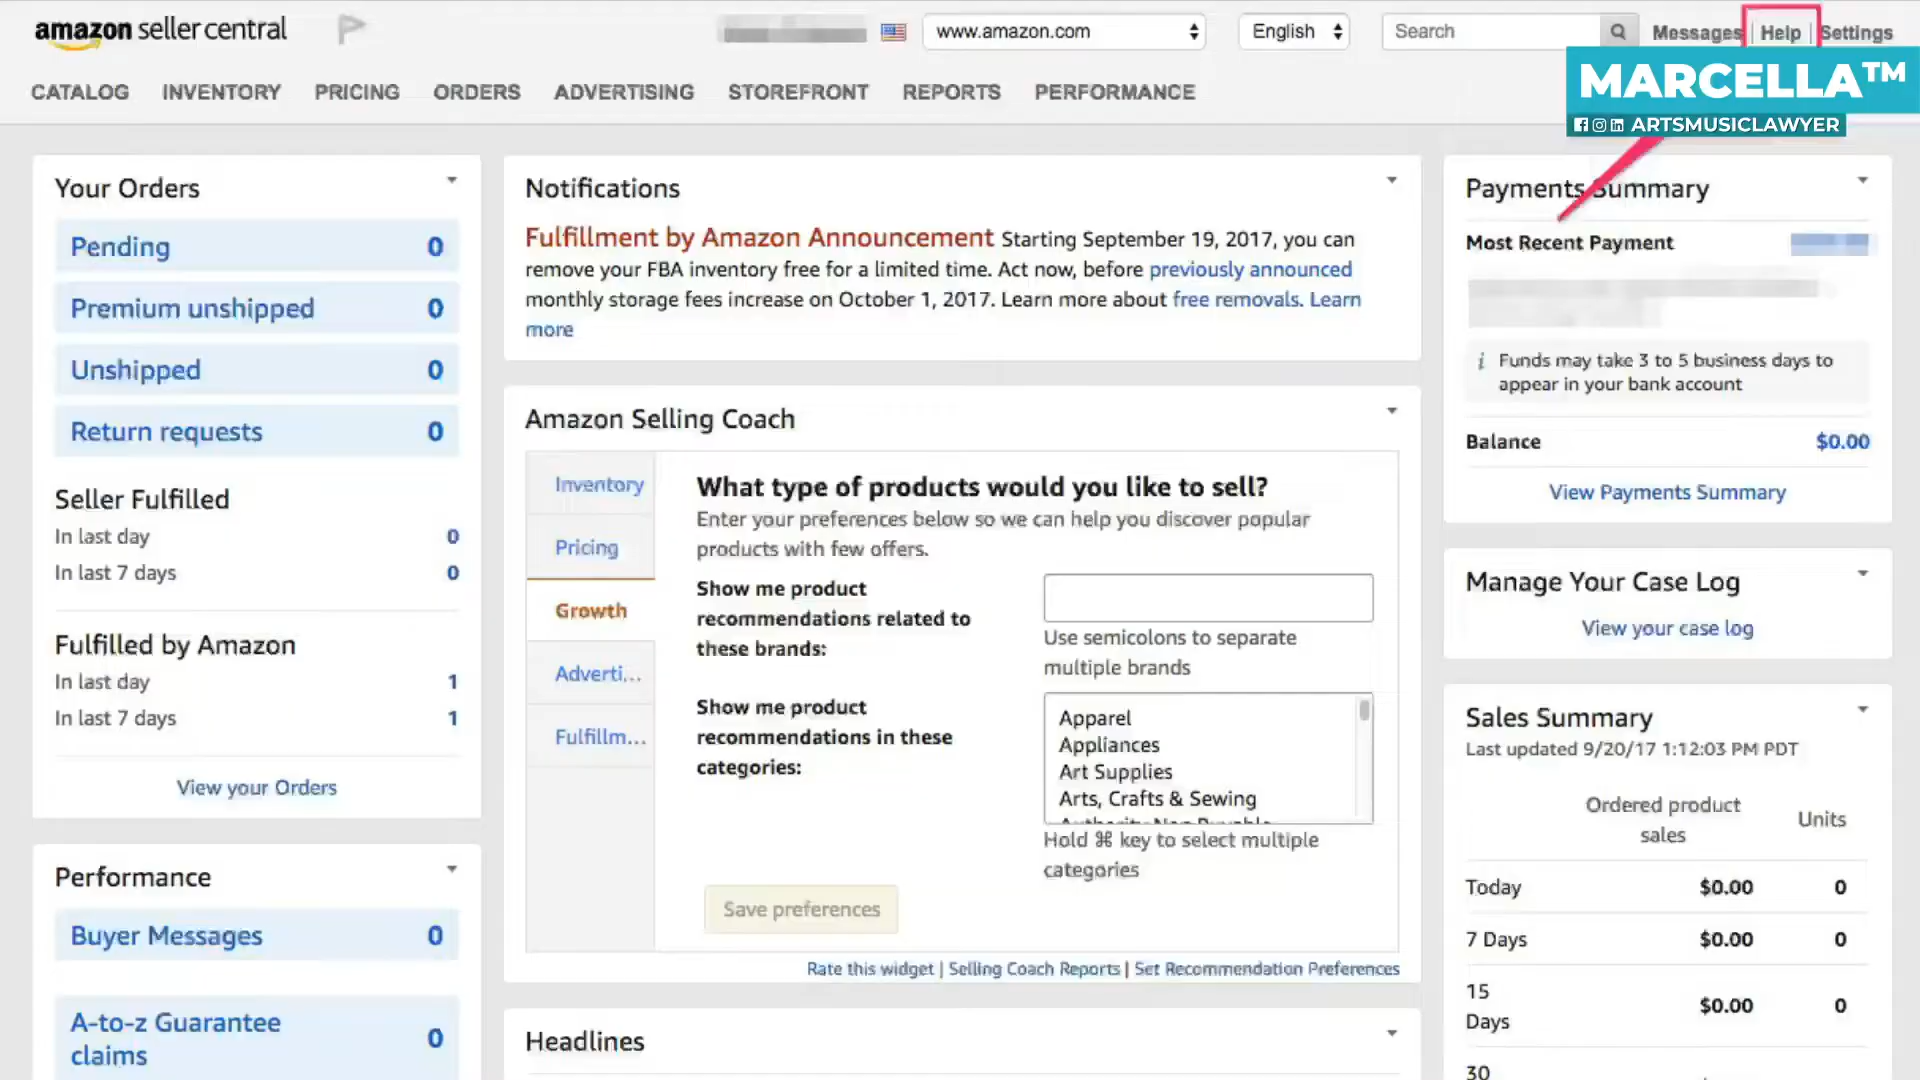 amazon seller central
www.amazon.com
English
Search
Messages | Help | Settings
MARCELLA™
ARTSMUSICLAWYER
CATALOG INVENTORY PRICING ORDERS ADVERTISING STOREFRONT REPORTS PERFORMANCE
Your Orders
Pending 0
Premium unshipped 0
Unshipped 0
Return requests 0
Seller Fulfilled
In last day 0
In last 7 days 0
Fulfilled by Amazon
In last day 1
In last 7 days 1
View your Orders
Performance
Buyer Messages 0
A-to-z Guarantee
claims 0
Notifications
Fulfillment by Amazon Announcement Starting September 19, 2017, you can
remove your FBA inventory free for a limited time. Act now, before previously announced
monthly storage fees increase on October 1, 2017. Learn more about free removals. Learn
more
Amazon Selling Coach
Inventory
Pricing
Growth
Adverti...
Fulfillm...
What type of products would you like to sell?
Enter your preferences below so we can help you discover popular
products with few offers.
Show me product
recommendations related to
these brands:
Use semicolons to separate
multiple brands
Show me product
recommendations in these
categories:
Apparel
Appliances
Art Supplies
Arts, Crafts & Sewing
Hold ⌘ key to select multiple
categories
Save preferences
Rate this widget | Selling Coach Reports | Set Recommendation Preferences
Headlines
Payments Summary
Most Recent Payment
i Funds may take 3 to 5 business days to
appear in your bank account
Balance $0.00
View Payments Summary
Manage Your Case Log
View your case log
Sales Summary
Last updated 9/20/17 1:12:03 PM PDT
Ordered product
sales
Units
Today $0.00 0
7 Days $0.00 0
15
Days $0.00 0
30